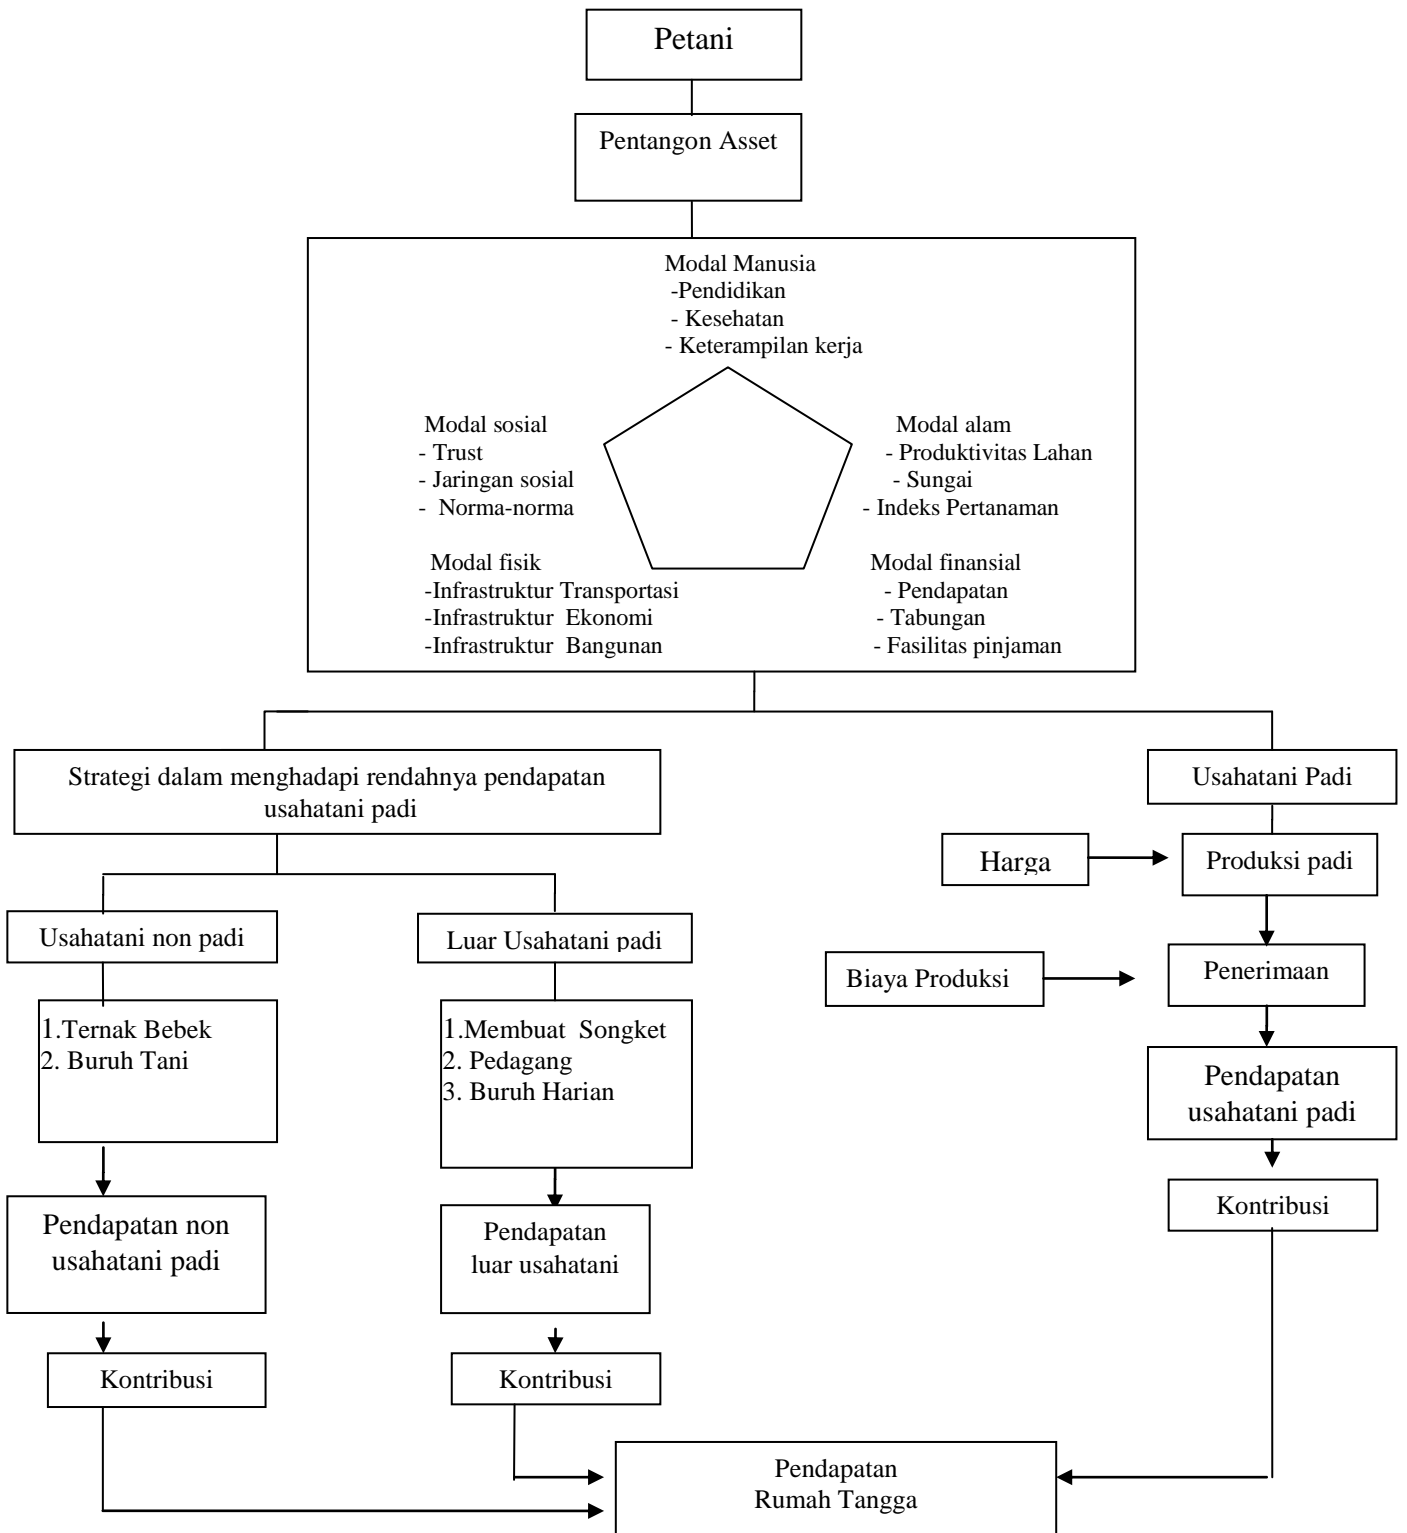 Petani
Pentangon Asset
Modal Manusia
-Pendidikan
- Kesehatan
- Keterampilan kerja
Modal sosial
- Trust
- Jaringan sosial
- Norma-norma
Modal alam
- Produktivitas Lahan
- Sungai
- Indeks Pertanaman
Modal fisik
-Infrastruktur Transportasi
-Infrastruktur Ekonomi
-Infrastruktur Bangunan
Modal finansial
- Pendapatan
- Tabungan
- Fasilitas pinjaman
Strategi dalam menghadapi rendahnya pendapatan
usahatani padi
Usahatani Padi
Harga
Produksi padi
Usahatani non padi
Luar Usahatani padi
Biaya Produksi
Penerimaan
1.Ternak Bebek
2. Buruh Tani
1.Membuat Songket
2. Pedagang
3. Buruh Harian
Pendapatan
usahatani padi
Pendapatan non
usahatani padi
Pendapatan
luar usahatani
Kontribusi
Kontribusi
Kontribusi
Pendapatan
Rumah Tangga